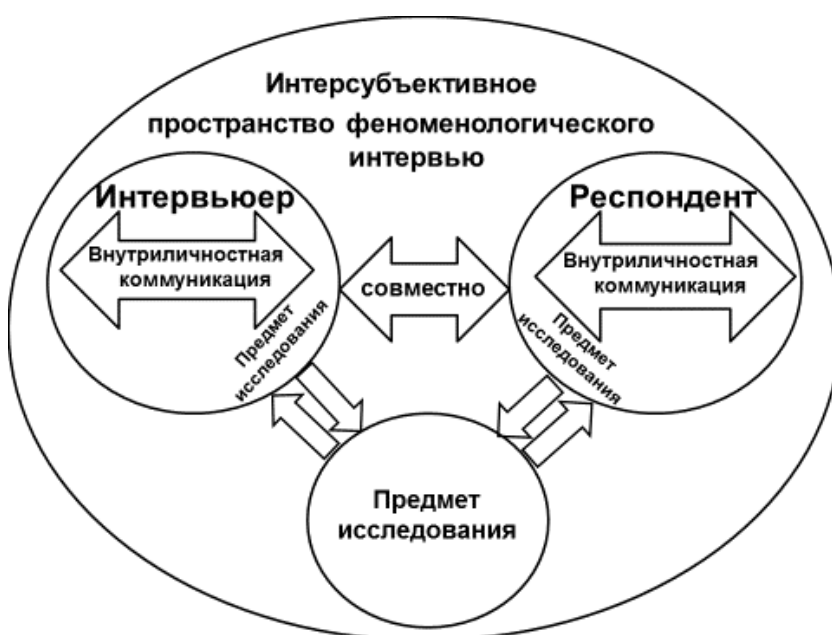 Интерсубъективное
пространство феноменологического
интервью
Интервьюер
Внутриличностная
коммуникация
Предмет
исследования
совместно
Респондент
Внутриличностная
коммуникация
Предмет
исследования
Предмет
исследования